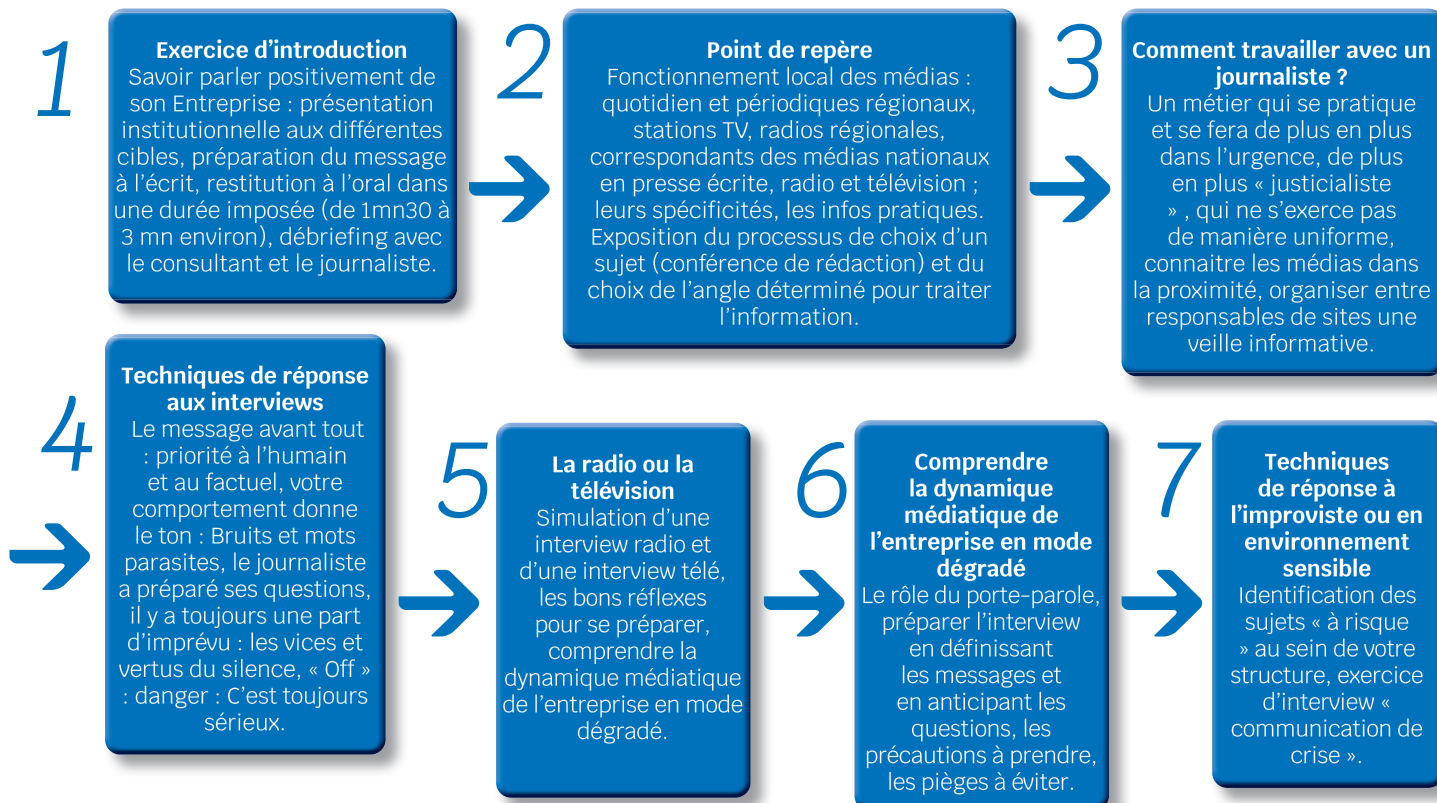 1
Exercice d’introduction
Savoir parler positivement de
son Entreprise : présentation
institutionnelle aux différentes
cibles, préparation du message
à l’écrit, restitution à l’oral dans
une durée imposée (de 1mn30 à
3 mn environ), débriefing avec
le consultant et le journaliste.
2
Point de repère
Fonctionnement local des médias :
quotidien et périodiques régionaux,
stations TV, radios régionales,
correspondants des médias nationaux
en presse écrite, radio et télévision ;
leurs spécificités, les infos pratiques.
Exposition du processus de choix d’un
sujet (conférence de rédaction) et du
choix de l’angle déterminé pour traiter
l’information.
3
Comment travailler avec un
journaliste ?
Un métier qui se pratique
et se fera de plus en plus
dans l’urgence, de plus
en plus « justicialiste
» , qui ne s’exerce pas
de manière uniforme,
connaitre les médias dans
la proximité, organiser entre
responsables de sites une
veille informative.
4
Techniques de réponse
aux interviews
Le message avant tout
: priorité à l’humain
et au factuel, votre
comportement donne
le ton : Bruits et mots
parasites, le journaliste
a préparé ses questions,
il y a toujours une part
d’imprévu : les vices et
vertus du silence, « Off »
: danger : C’est toujours
sérieux.
5
La radio ou la
télévision
Simulation d’une
interview radio et
d’une interview télé,
les bons réflexes
pour se préparer,
comprendre la
dynamique médiatique
de l’entreprise en mode
dégradé.
6
Comprendre
la dynamique
médiatique de
l’entreprise en mode
dégradé
Le rôle du porte-parole,
préparer l’interview
en définissant
les messages et
en anticipant les
questions, les
précautions à prendre,
les pièges à éviter.
7
Techniques
de réponse à
l’improviste ou en
environnement
sensible
Identification des
sujets « à risque
» au sein de votre
structure, exercice
d’interview «
communication de
crise ».